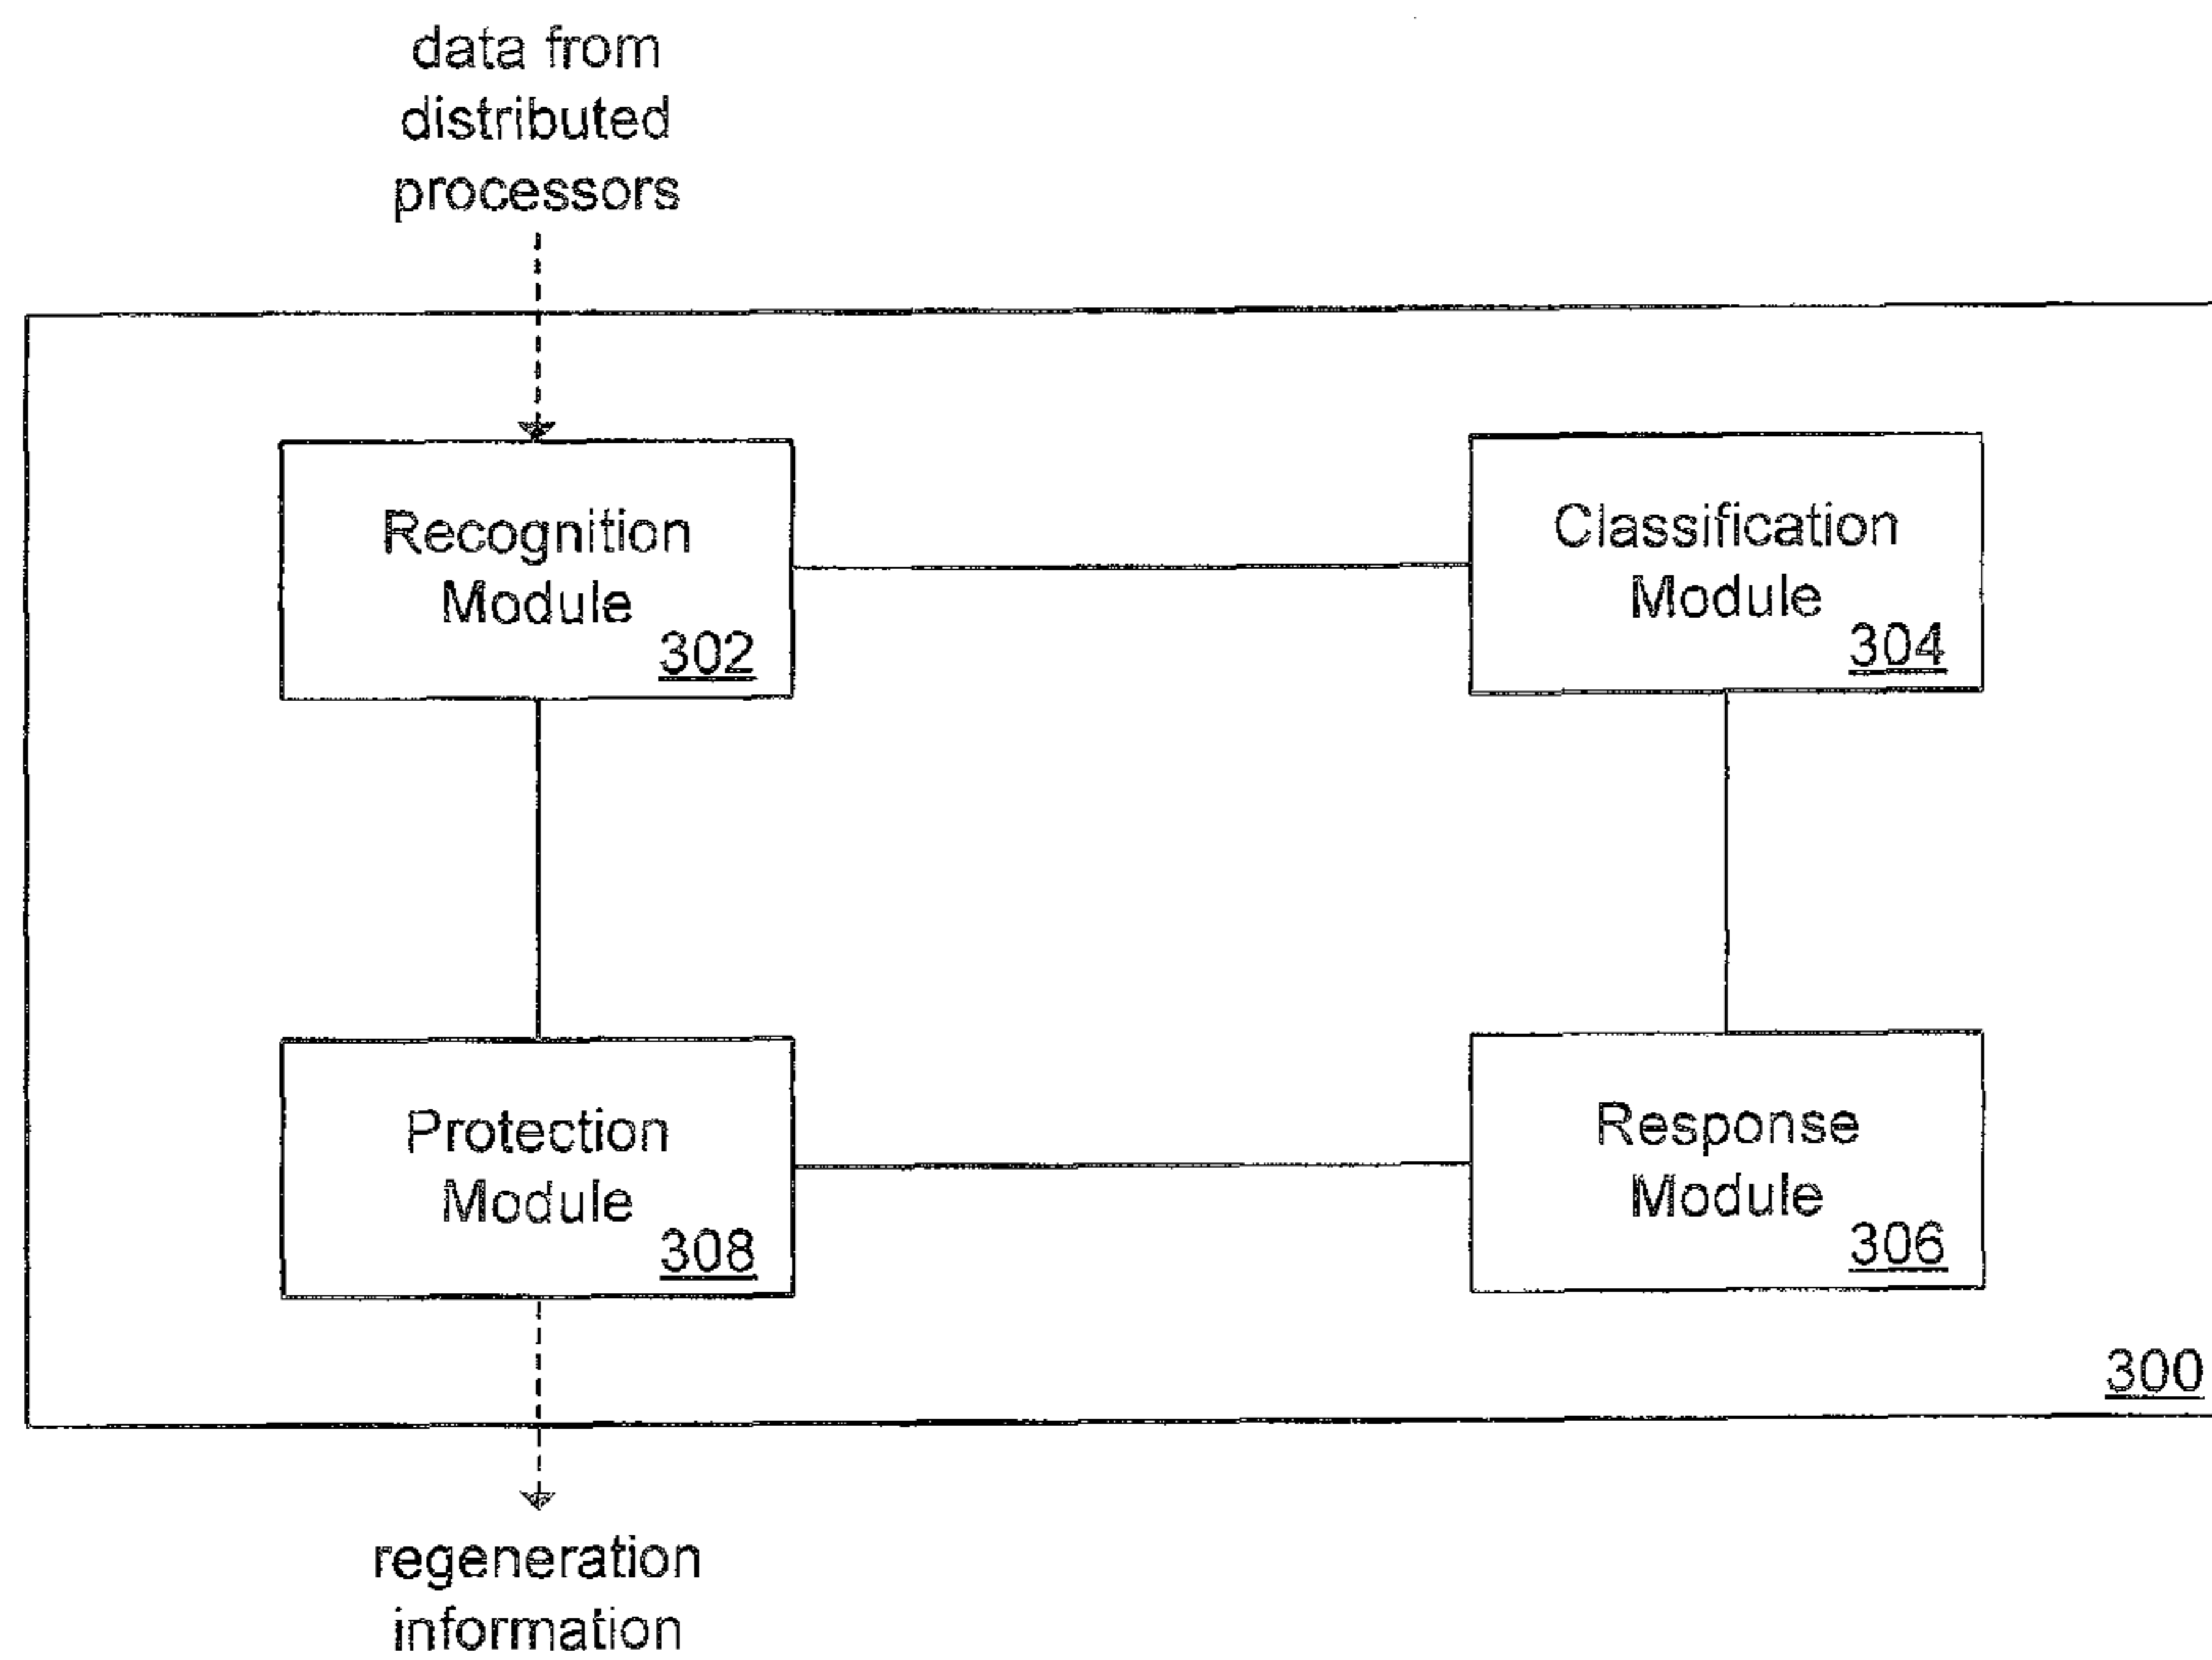 data from
distributed
processors
Recognition
Module
302
Classification
Module
304
Protection
Module
308
Response
Module
306
300
regeneration
information